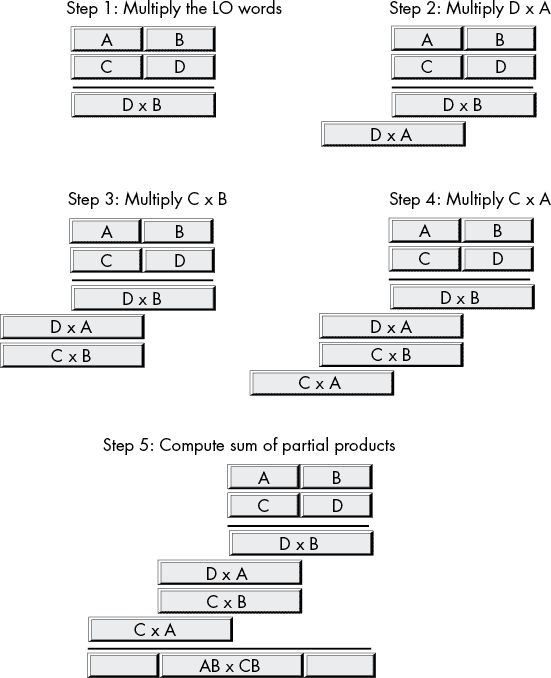 Step 1: Multiply the LO words
A B
C D
D x B
Step 2: Multiply D x A
A B
C D
D x B
D x A
Step 3: Multiply C x B
A B
C D
D x B
D x A
C x B
Step 4: Multiply C x A
A B
C D
D x B
D x A
C x B
C x A
Step 5: Compute sum of partial products
A B
C D
D x B
D x A
C x B
C x A
AB x CB